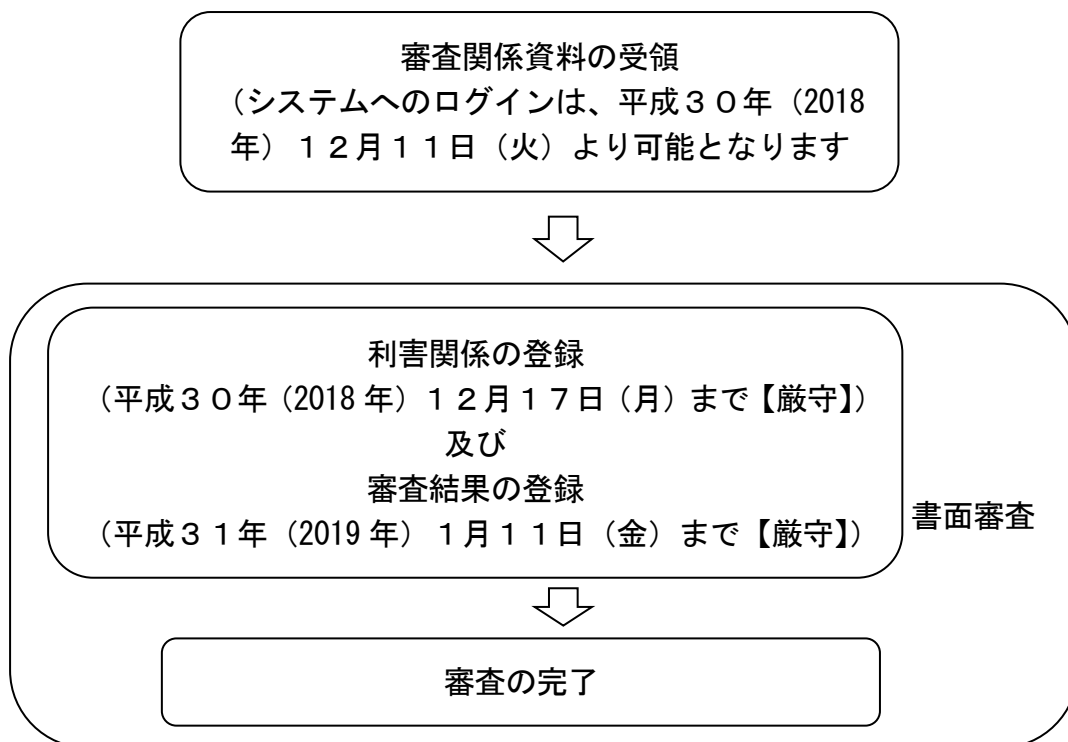 審査関係資料の受領
（システムへのログインは、平成３０年（2018
年）１２月１１日（火）より可能となります
利害関係の登録
（平成３０年（2018 年）１２月１７日（月）まで【厳守】）
及び
審査結果の登録
（平成３１年（2019 年）１月１１日（金）まで【厳守】）
書面審査
審査の完了